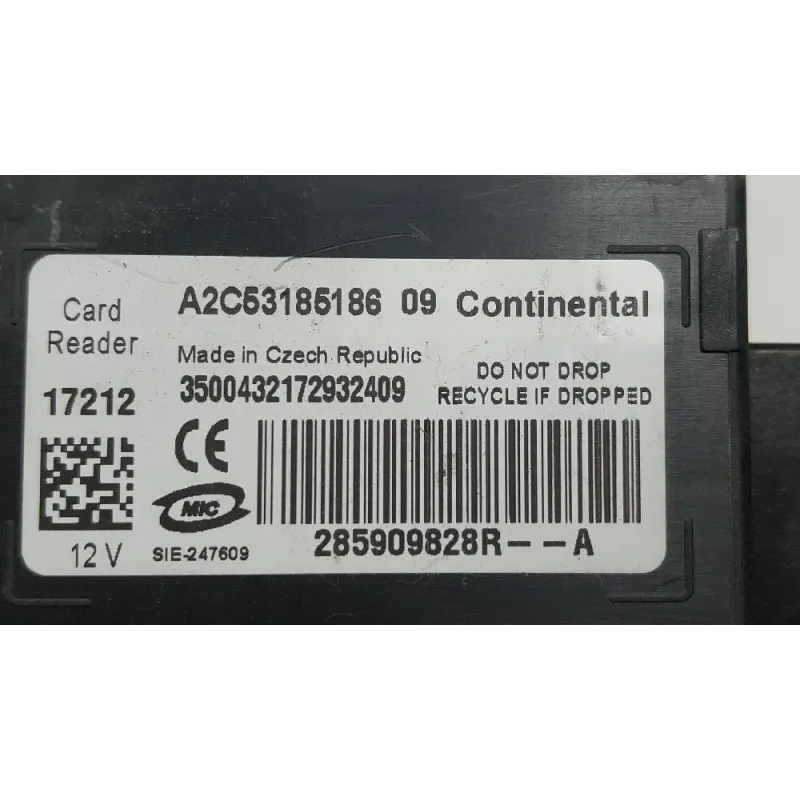 Card Reader
17212
12 V
A2C53185186 09 Continental
Made in Czech Republic
3500432172932409
DO NOT DROP
RECYCLE IF DROPPED
CE
MIC
SIE-247609
285909828R--A